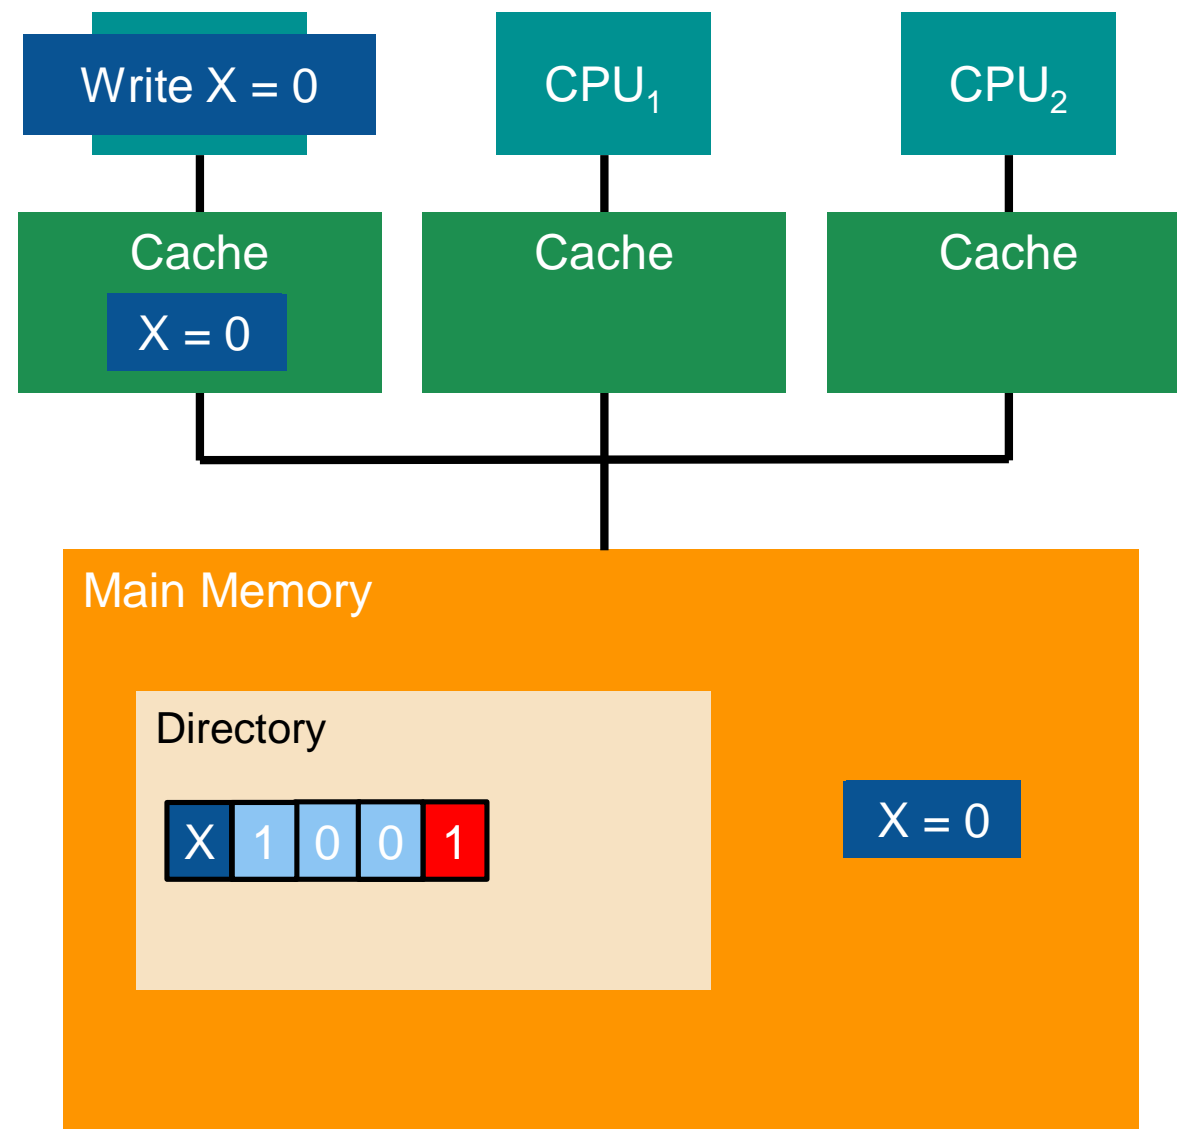 Write X = 0
CPU₁
CPU₂
Cache
Cache
Cache
X = 0
Main Memory
Directory
X 1 0 0 1
X = 0